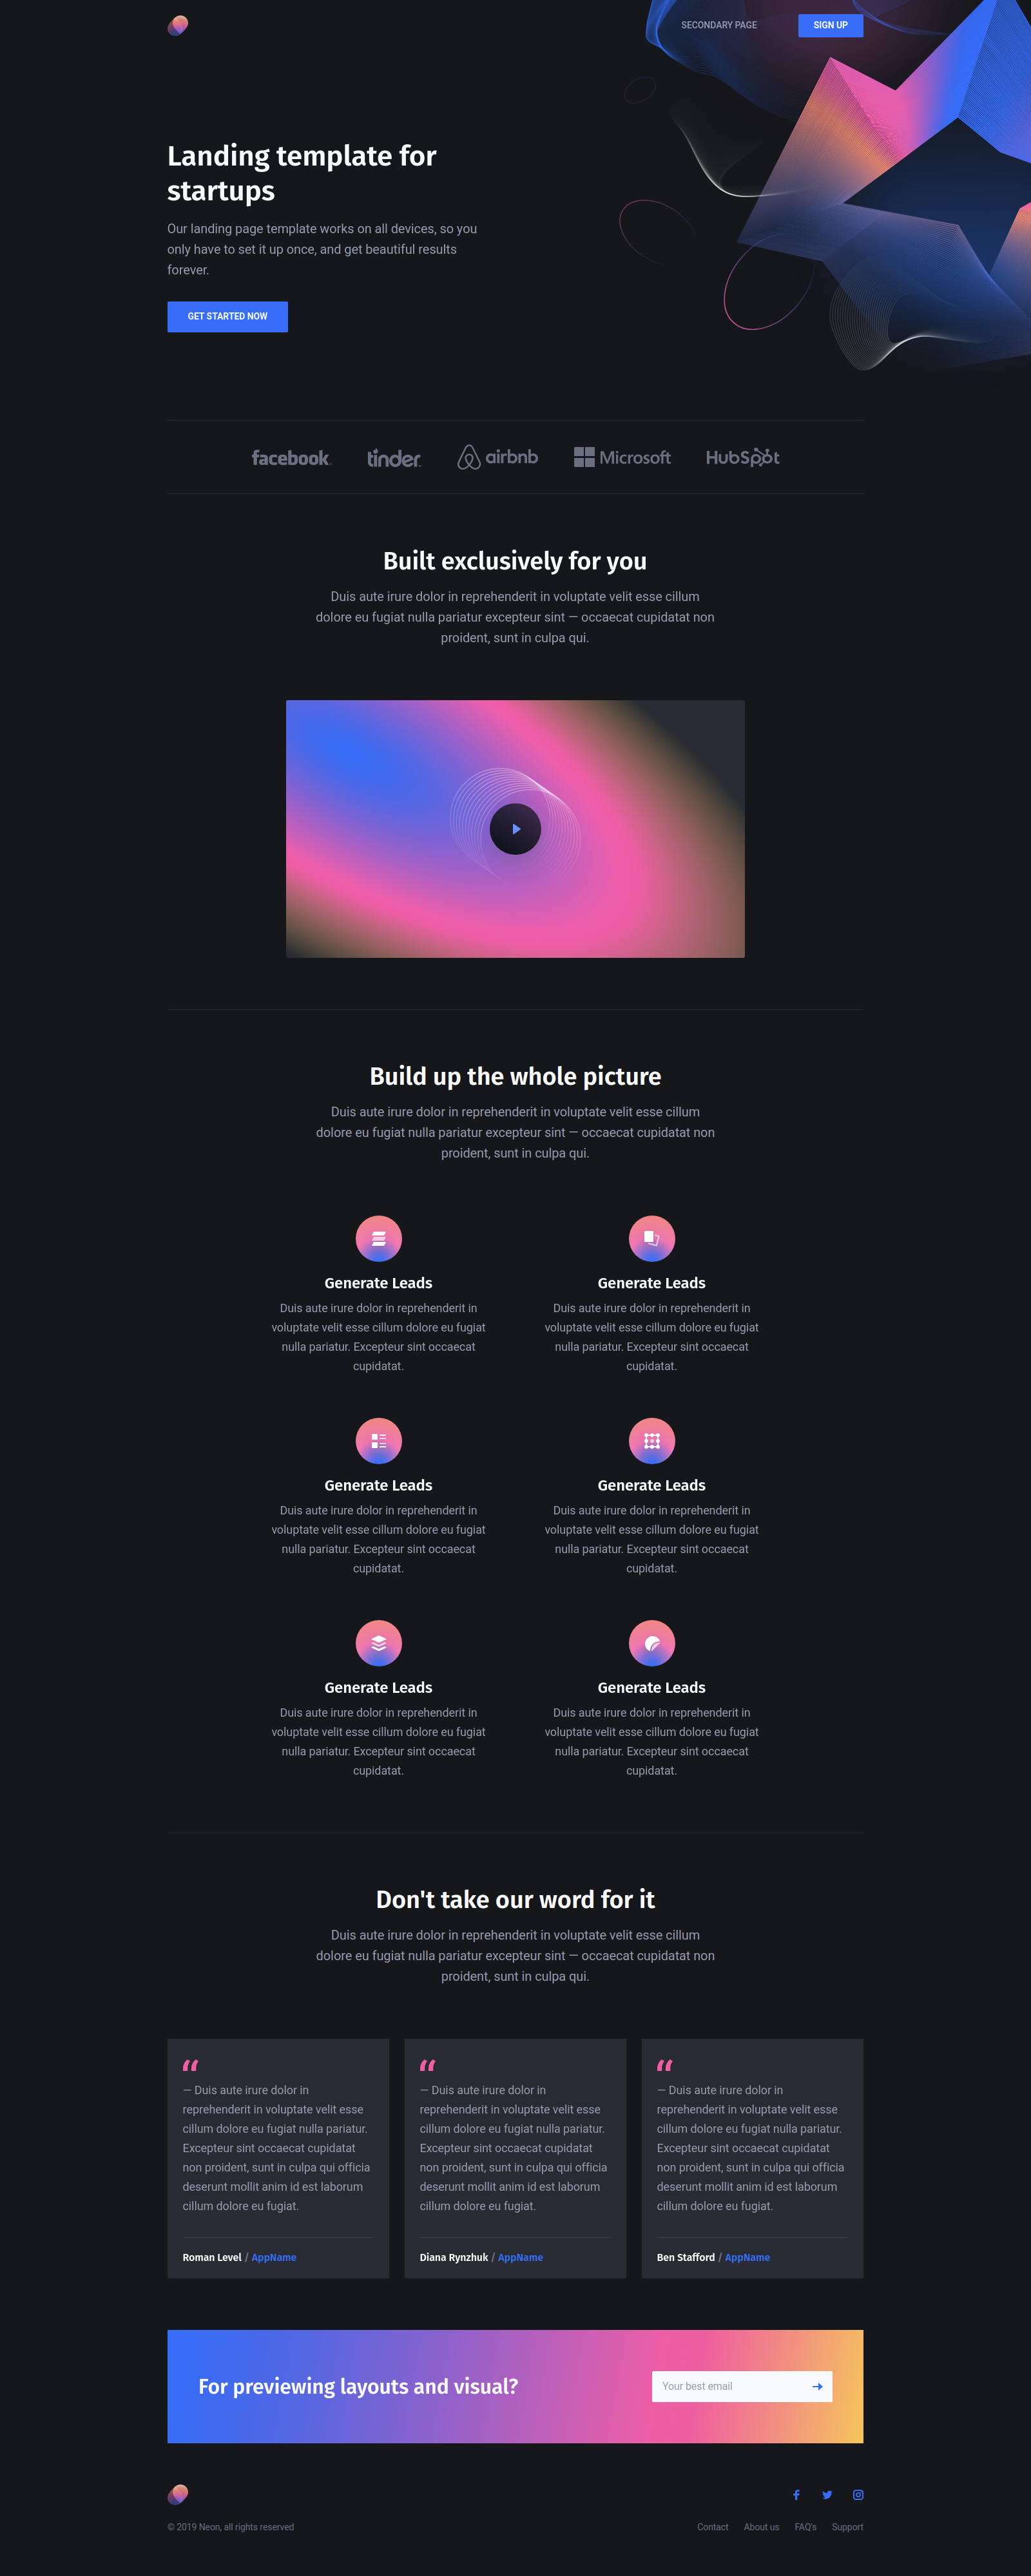 SECONDARY PAGE
SIGN UP
Landing template for
startups
Our landing page template works on all devices, so you
only have to set it up once, and get beautiful results
forever.
GET STARTED NOW
facebook
tinder
airbnb
Microsoft
HubSpot
Built exclusively for you
Duis aute irure dolor in reprehenderit in voluptate velit esse cillum
dolore eu fugiat nulla pariatur excepteur sint — occaecat cupidatat non
proident, sunt in culpa qui.
Build up the whole picture
Duis aute irure dolor in reprehenderit in voluptate velit esse cillum
dolore eu fugiat nulla pariatur excepteur sint — occaecat cupidatat non
proident, sunt in culpa qui.
Generate Leads
Duis aute irure dolor in reprehenderit in
voluptate velit esse cillum dolore eu fugiat
nulla pariatur. Excepteur sint occaecat
cupidatat.
Generate Leads
Duis aute irure dolor in reprehenderit in
voluptate velit esse cillum dolore eu fugiat
nulla pariatur. Excepteur sint occaecat
cupidatat.
Generate Leads
Duis aute irure dolor in reprehenderit in
voluptate velit esse cillum dolore eu fugiat
nulla pariatur. Excepteur sint occaecat
cupidatat.
Generate Leads
Duis aute irure dolor in reprehenderit in
voluptate velit esse cillum dolore eu fugiat
nulla pariatur. Excepteur sint occaecat
cupidatat.
Generate Leads
Duis aute irure dolor in reprehenderit in
voluptate velit esse cillum dolore eu fugiat
nulla pariatur. Excepteur sint occaecat
cupidatat.
Generate Leads
Duis aute irure dolor in reprehenderit in
voluptate velit esse cillum dolore eu fugiat
nulla pariatur. Excepteur sint occaecat
cupidatat.
Don't take our word for it
Duis aute irure dolor in reprehenderit in voluptate velit esse cillum
dolore eu fugiat nulla pariatur excepteur sint — occaecat cupidatat non
proident, sunt in culpa qui.
“
— Duis aute irure dolor in
reprehenderit in voluptate velit esse
cillum dolore eu fugiat nulla pariatur.
Excepteur sint occaecat cupidatat
non proident, sunt in culpa qui officia
deserunt mollit anim id est laborum
cillum dolore eu fugiat.
Roman Level / AppName
“
— Duis aute irure dolor in
reprehenderit in voluptate velit esse
cillum dolore eu fugiat nulla pariatur.
Excepteur sint occaecat cupidatat
non proident, sunt in culpa qui officia
deserunt mollit anim id est laborum
cillum dolore eu fugiat.
Diana Rynzhuk / AppName
“
— Duis aute irure dolor in
reprehenderit in voluptate velit esse
cillum dolore eu fugiat nulla pariatur.
Excepteur sint occaecat cupidatat
non proident, sunt in culpa qui officia
deserunt mollit anim id est laborum
cillum dolore eu fugiat.
Ben Stafford / AppName
For previewing layouts and visual?
Your best email
© 2019 Neon, all rights reserved
Contact
About us
FAQ's
Support